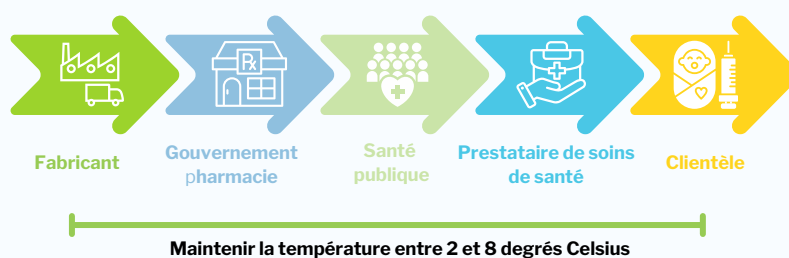 Rx
Fabricant
Gouvernement
pharmacie
Santé
publique
Prestataire de soins
de santé
Clientèle
Maintenir la température entre 2 et 8 degrés Celsius